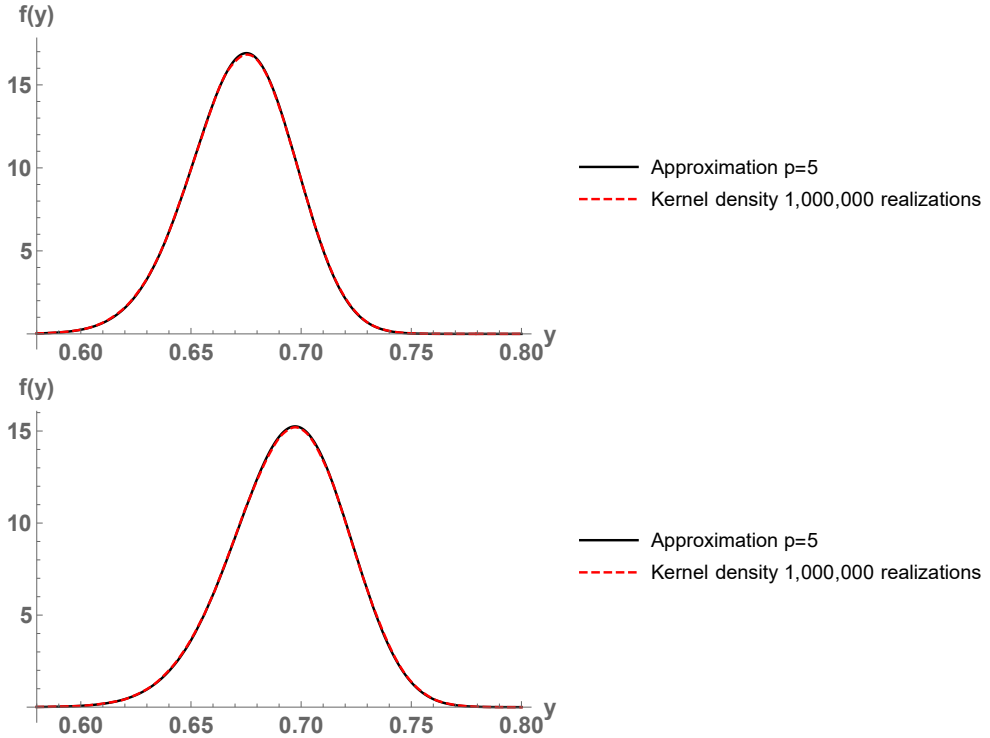 f(y)
15
10
5
0.60 0.65 0.70 0.75 0.80 y
Approximation p=5
Kernel density 1,000,000 realizations
f(y)
15
10
5
0.60 0.65 0.70 0.75 0.80 y
Approximation p=5
Kernel density 1,000,000 realizations